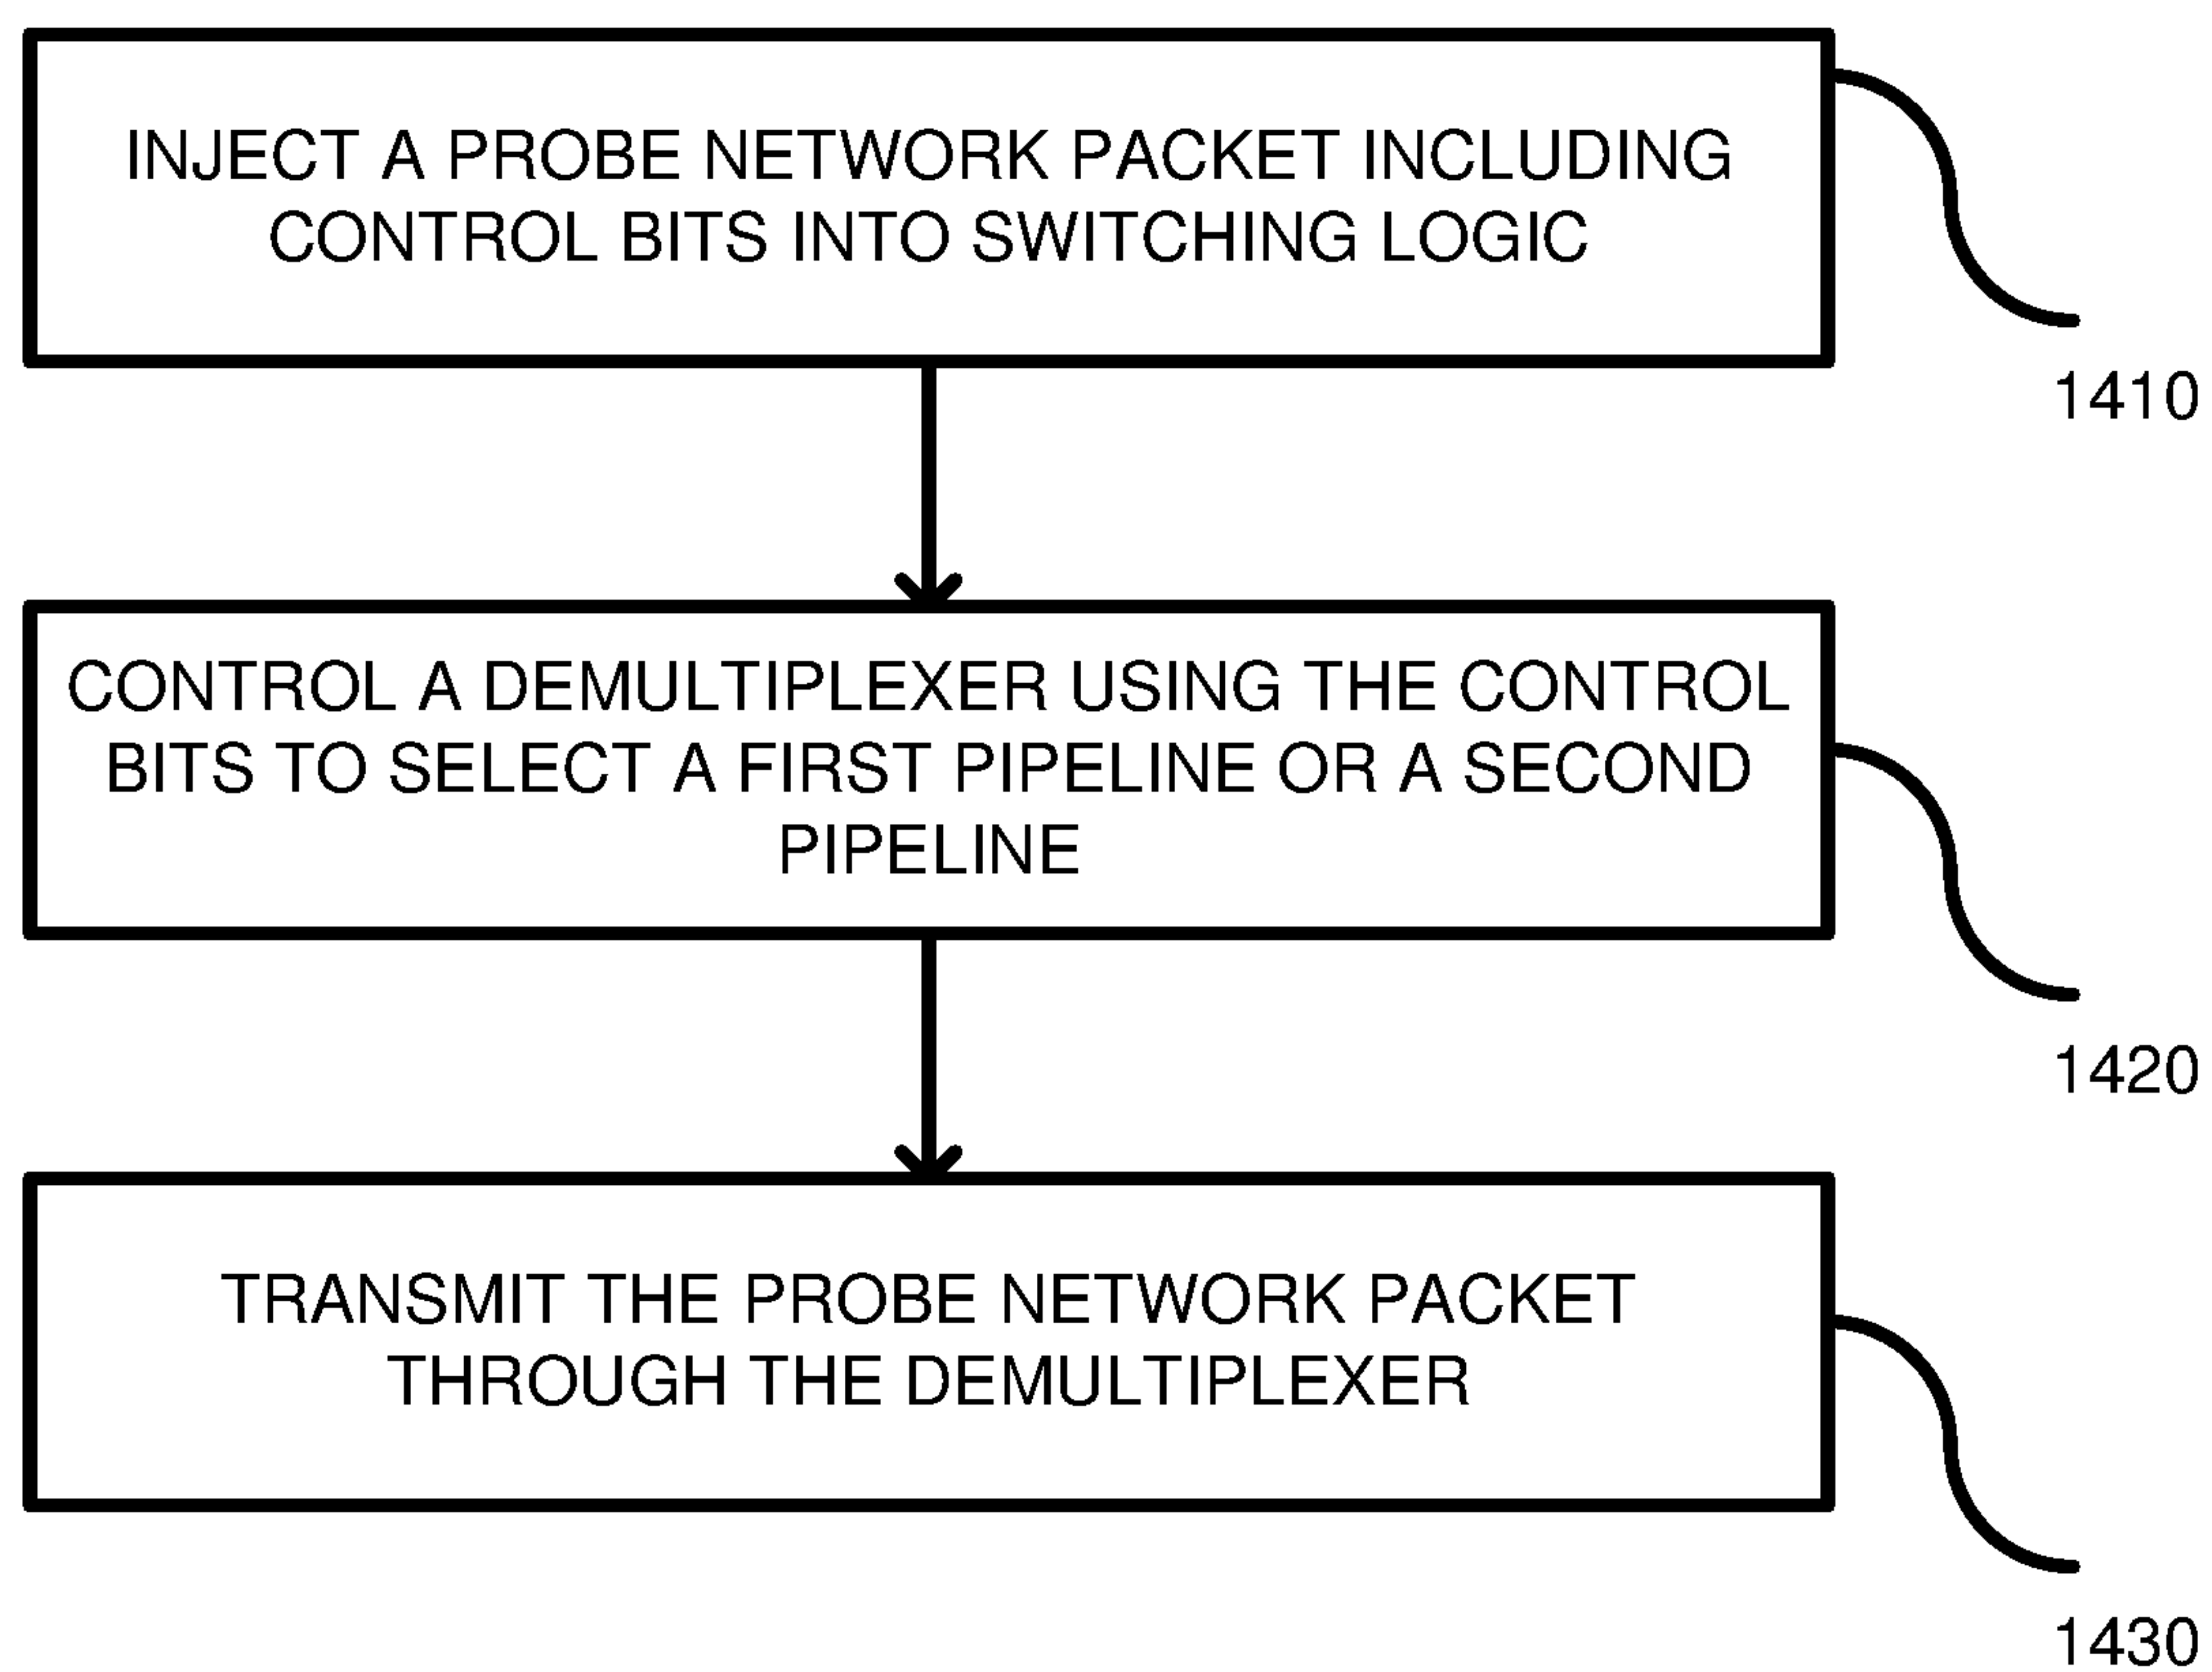 INJECT A PROBE NETWORK PACKET INCLUDING
CONTROL BITS INTO SWITCHING LOGIC
1410
CONTROL A DEMULTIPLEXER USING THE CONTROL
BITS TO SELECT A FIRST PIPELINE OR A SECOND
PIPELINE
1420
TRANSMIT THE PROBE NETWORK PACKET
THROUGH THE DEMULTIPLEXER
1430